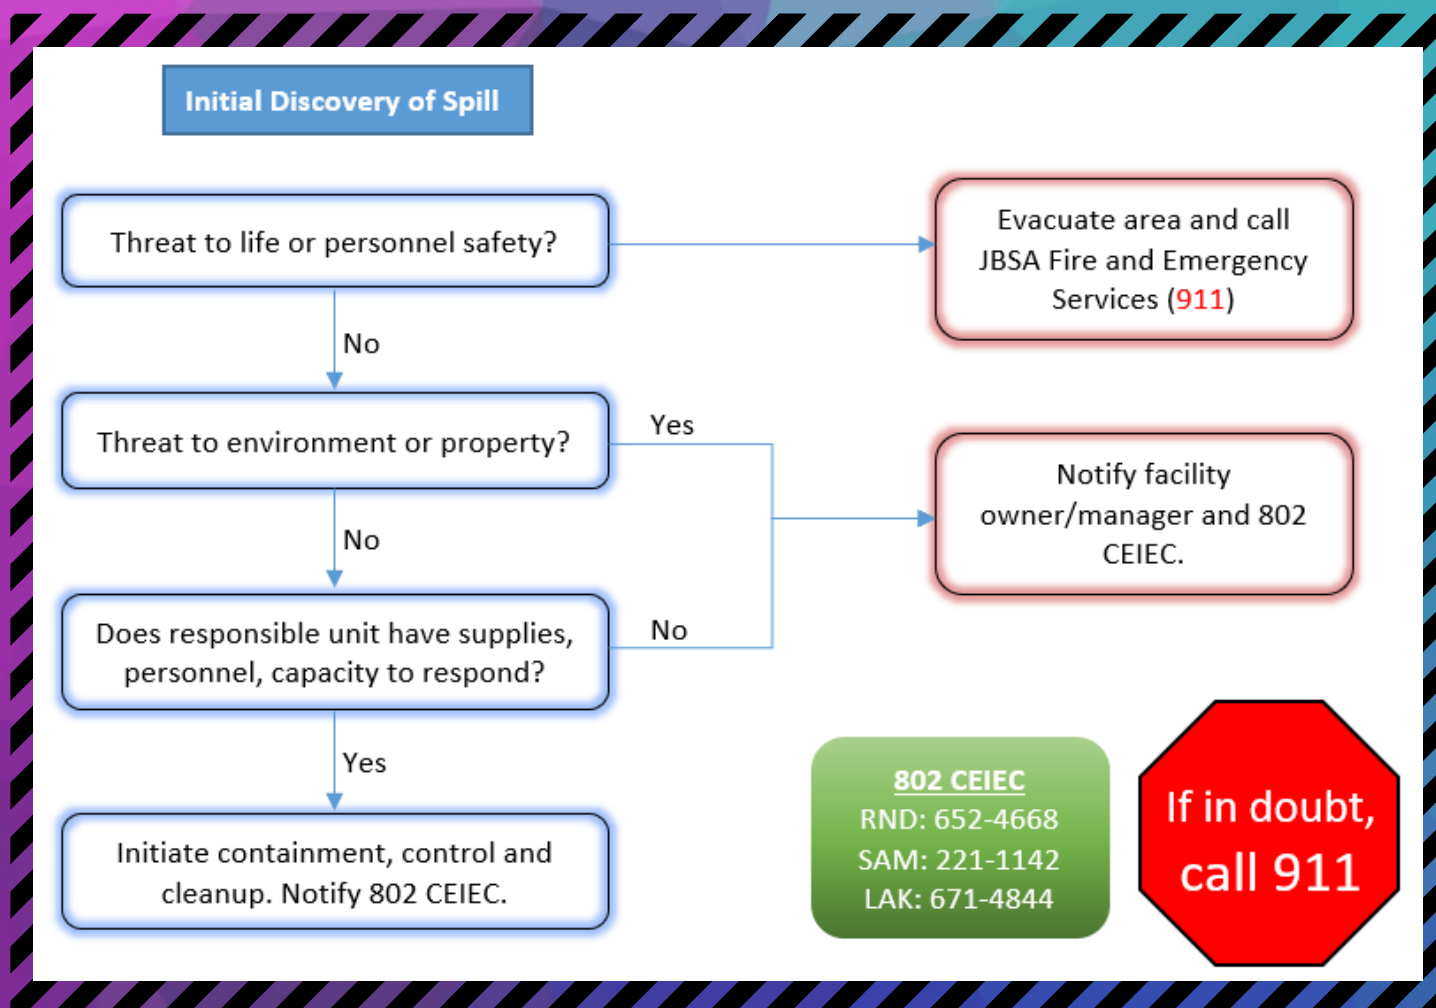 Initial Discovery of Spill
Threat to life or personnel safety?
Evacuate area and call
JBSA Fire and Emergency
Services (911)
No
Threat to environment or property?
Yes
Notify facility
owner/manager and 802
CEIEC.
No
Does responsible unit have supplies,
personnel, capacity to respond?
No
Yes
Initiate containment, control and
cleanup. Notify 802 CEIEC.
802 CEIEC
RND: 652-4668
SAM: 221-1142
LAK: 671-4844
If in doubt,
call 911